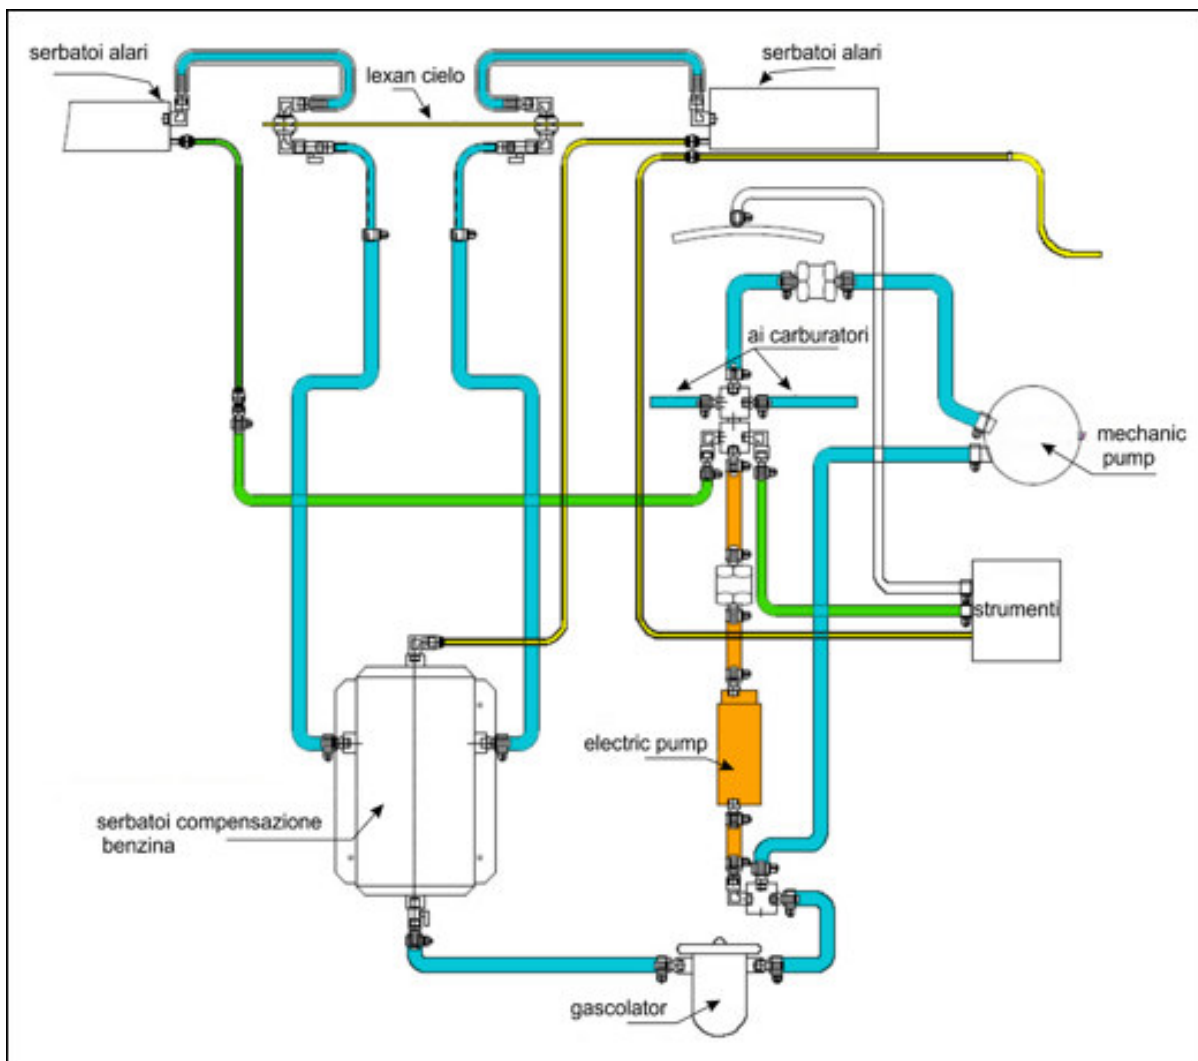 serbatoi alari
serbatoi alari
lexan cielo
ai carburatori
mechanic
pump
strumenti
electric pump
serbatoi compensazione
benzina
gascolator